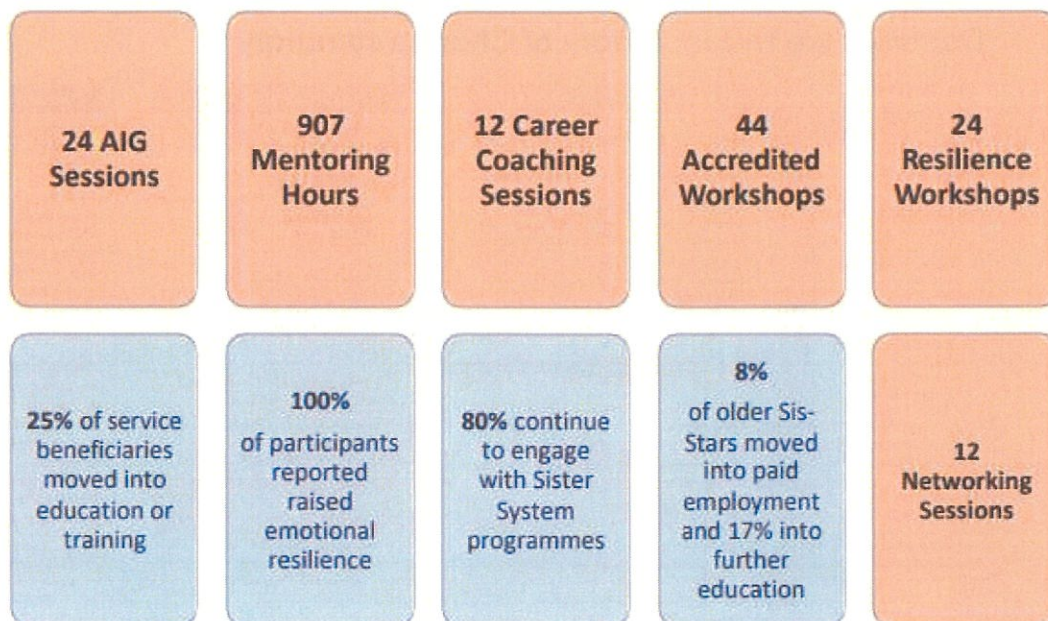 24 AIG
Sessions
907
Mentoring
Hours
12 Career
Coaching
Sessions
44
Accredited
Workshops
24
Resilience
Workshops
25% of service
beneficiaries
moved into
education or
training
100%
of participants
reported
raised
emotional
resilience
80% continue
to engage
with Sister
System
programmes
8%
of older Sis-
Stars moved
into paid
employment
and 17% into
further
education
12
Networking
Sessions